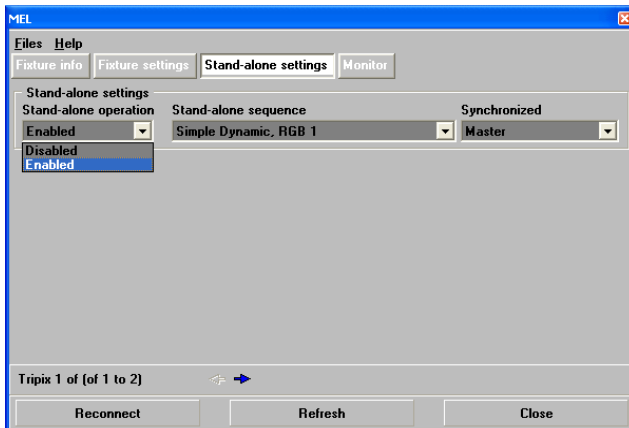 MEL
Files Help
Fixture info Fixture settings Stand-alone settings Monitor
Stand-alone settings
Stand-alone operation Stand-alone sequence Synchronized
Enabled Simple Dynamic, RGB 1 Master
Disabled
Enabled
Tripix 1 of (of 1 to 2)
Reconnect Refresh Close